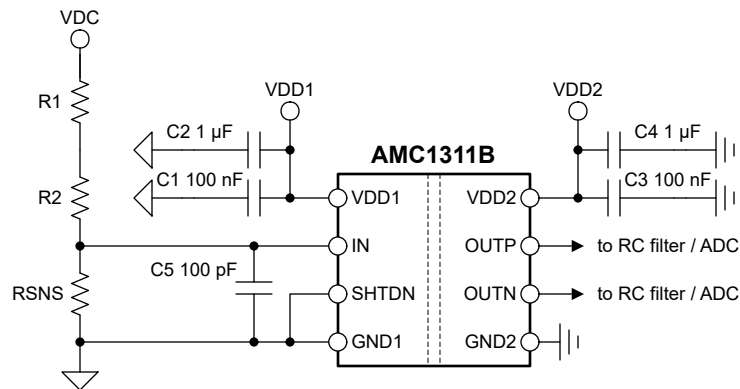 VDC
R1
R2
RSNS
VDD1
C2 1 µF
C1 100 nF
C5 100 pF
AMC1311B
VDD1
IN
SHTDN
GND1
VDD2
OUTP
OUTN
GND2
VDD2
C4 1 µF
C3 100 nF
to RC filter / ADC
to RC filter / ADC